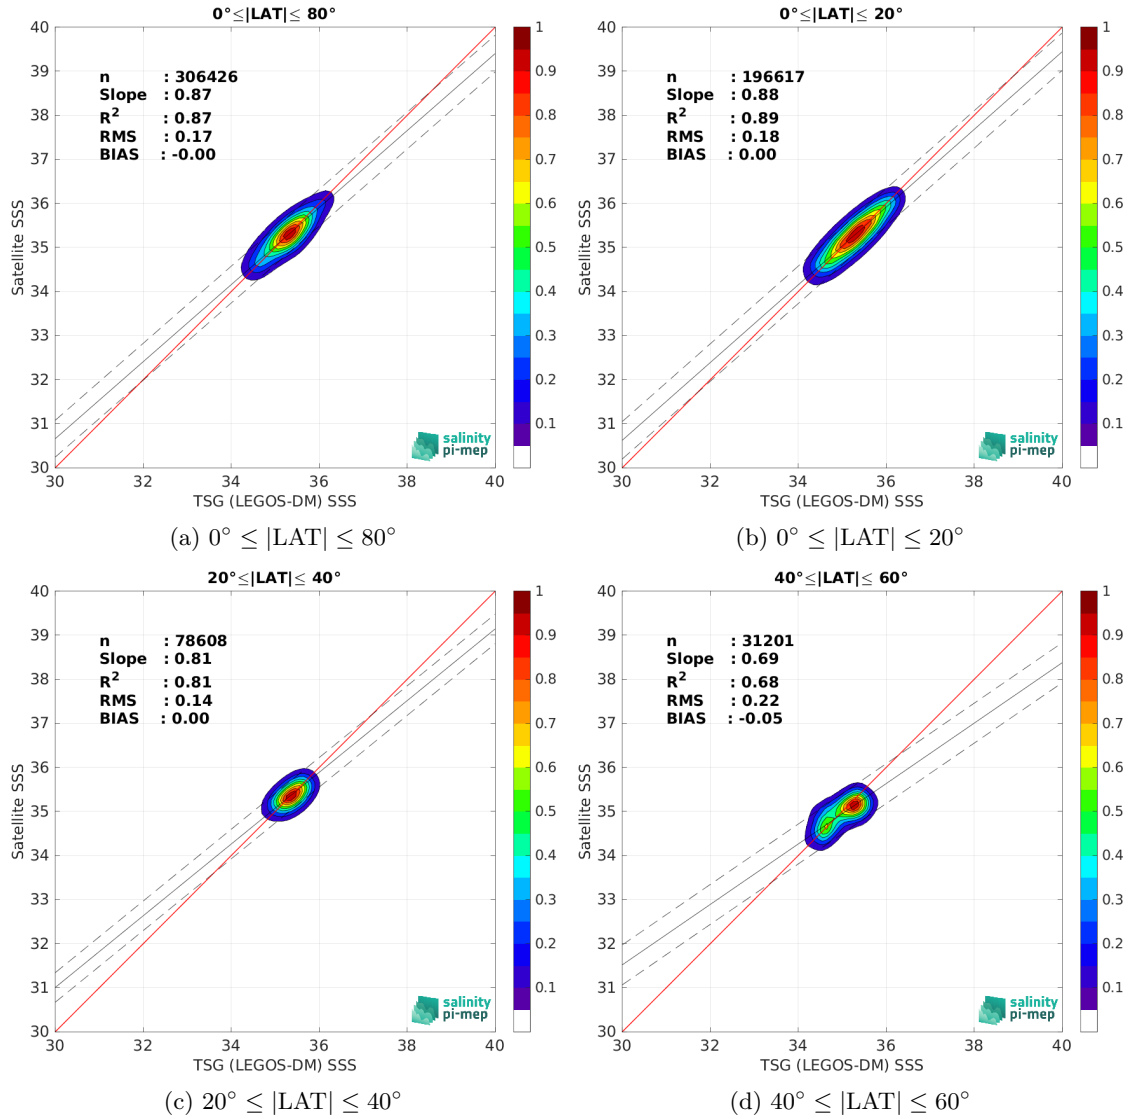 0°≤|LAT|≤ 80°
n : 306426
Slope : 0.87
R² : 0.87
RMS : 0.17
BIAS : -0.00
Satellite SSS
40
39
38
37
36
35
34
33
32
31
30
30 32 34 36 38 40
TSG (LEGOS-DM) SSS
1
0.9
0.8
0.7
0.6
0.5
0.4
0.3
0.2
0.1
salinity
pi-mep
(a) 0° ≤ |LAT| ≤ 80°
0°≤|LAT|≤ 20°
n : 196617
Slope : 0.88
R² : 0.89
RMS : 0.18
BIAS : 0.00
Satellite SSS
40
39
38
37
36
35
34
33
32
31
30
30 32 34 36 38 40
TSG (LEGOS-DM) SSS
1
0.9
0.8
0.7
0.6
0.5
0.4
0.3
0.2
0.1
salinity
pi-mep
(b) 0° ≤ |LAT| ≤ 20°
20°≤|LAT|≤ 40°
n : 78608
Slope : 0.81
R² : 0.81
RMS : 0.14
BIAS : 0.00
Satellite SSS
40
39
38
37
36
35
34
33
32
31
30
30 32 34 36 38 40
TSG (LEGOS-DM) SSS
1
0.9
0.8
0.7
0.6
0.5
0.4
0.3
0.2
0.1
salinity
pi-mep
(c) 20° ≤ |LAT| ≤ 40°
40°≤|LAT|≤ 60°
n : 31201
Slope : 0.69
R² : 0.68
RMS : 0.22
BIAS : -0.05
Satellite SSS
40
39
38
37
36
35
34
33
32
31
30
30 32 34 36 38 40
TSG (LEGOS-DM) SSS
1
0.9
0.8
0.7
0.6
0.5
0.4
0.3
0.2
0.1
salinity
pi-mep
(d) 40° ≤ |LAT| ≤ 60°